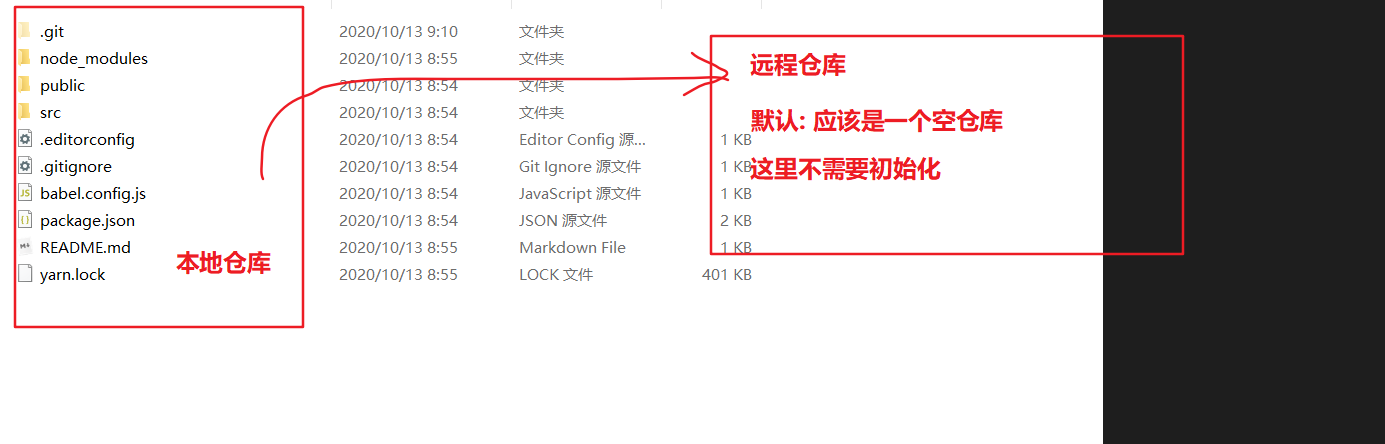 .git 2020/10/13 9:10 文件夹
node_modules 2020/10/13 8:55 文件夹
public 2020/10/13 8:54 文件夹
src 2020/10/13 8:54 文件夹
.editorconfig 2020/10/13 8:54 Editor Config 源... 1 KB
.gitignore 2020/10/13 8:54 Git Ignore 源文件 1 KB
babel.config.js 2020/10/13 8:54 JavaScript 源文件 1 KB
package.json 2020/10/13 8:54 JSON 源文件 2 KB
README.md 2020/10/13 8:55 Markdown File 1 KB
yarn.lock 2020/10/13 8:55 LOCK 文件 401 KB
本地仓库
远程仓库
默认: 应该是一个空仓库
这里不需要初始化